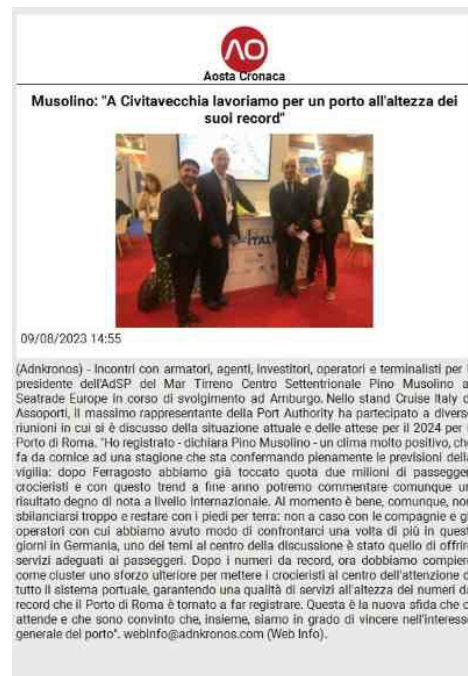 AO
Aosta Cronaca
Musolino: "A Civitavecchia lavoriamo per un porto all'altezza dei
suoi record"
ITALY
09/08/2023 14:55
(Adnkronos) - Incontri con armatori, agenti, investitori, operatori e terminalisti per
presidente dell'AdSP del Mar Tirreno Centro Settentrionale Pino Musolino a
Seatrade Europe in corso di svolgimento ad Amburgo. Nello stand Cruise Italy d
Assoporti, il massimo rappresentante della Port Authority ha partecipato a divers
riunioni in cui si è discusso della situazione attuale e delle attese per il 2024 per i
Porto di Roma. "Ho registrato - dichiara Pino Musolino - un clima molto positivo, che
fa da cornice ad una stagione che sta confermando pienamente le previsioni della
vigilia: dopo Ferragosto abbiamo già toccato quota due milioni di passegger
crocieristi e con questo trend a fine anno potremo commentare comunque un
risultato degno di nota a livello internazionale. Al momento è bene, comunque, non
sbilanciarsi troppo e restare con i piedi per terra: non a caso con le compagnie e gl
operatori con cui abbiamo avuto modo di confrontarci una volta di più in quest
giorni in Germania, uno dei temi al centro della discussione è stato quello di offrire
servizi adeguati ai passeggeri. Dopo i numeri da record, ora dobbiamo compiere
come cluster uno sforzo ulteriore per mettere i crocieristi al centro dell'attenzione d
tutto il sistema portuale, garantendo una qualità di servizi all'altezza dei numeri da
record che il Porto di Roma è tornato a far registrare. Questa è la nuova sfida che c
attende e che sono convinto che, insieme, siamo in grado di vincere nell'interesse
generale del porto". webinfo@adnkronos.com (Web Info).